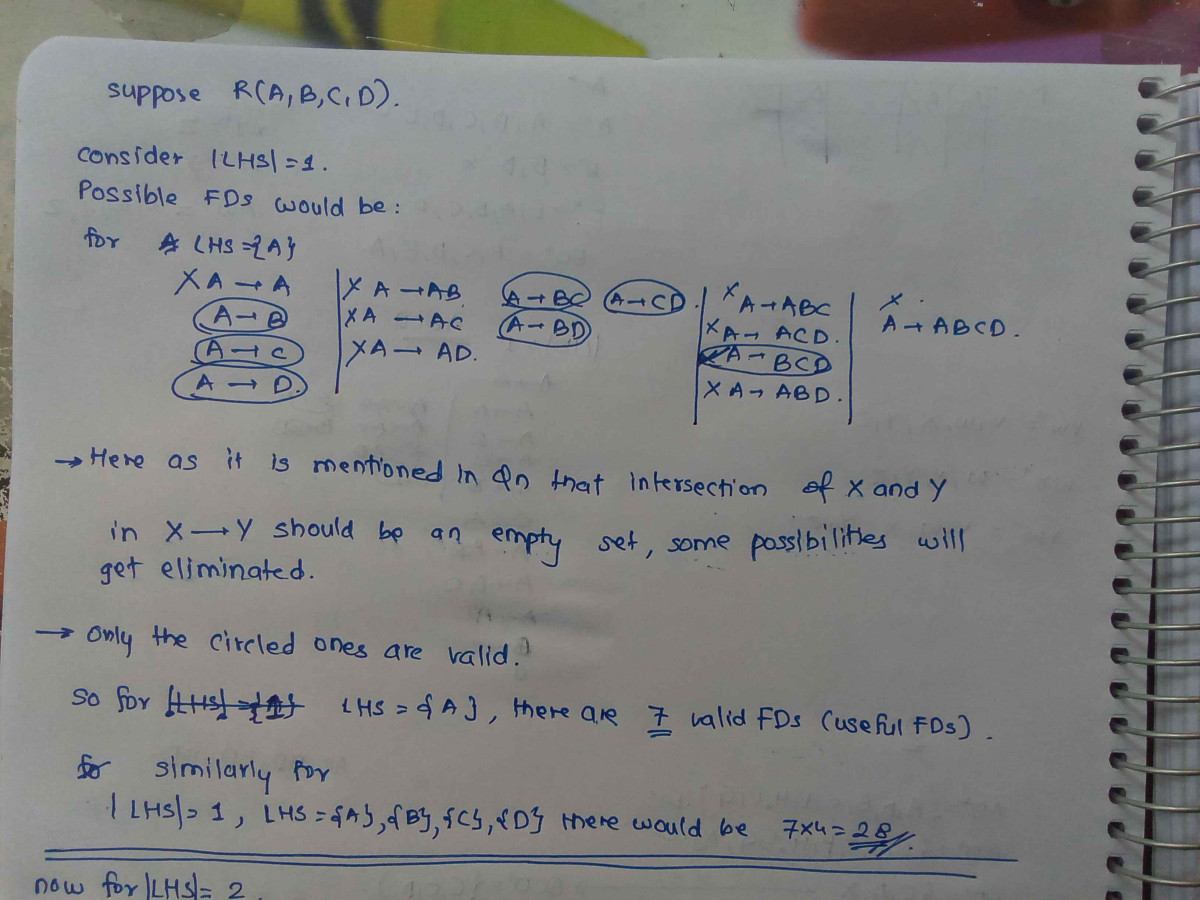 suppose R(A,B,C,D).
Consider |LHS|=1.
Possible FDs would be:
for LHS={A}
X A→A | X A→AB. A→BC A→CD. | X A→ABC | X A→ABCD.
A→B | X A→AC A→BD | X A→ACD.
A→C | X A→AD. | A→BCD
A→D. | X A→ABD.
→ Here as it is mentioned in Qn that intersection of X and Y
in X→Y should be an empty set, some possibilities will
get eliminated.
→ only the circled ones are valid.
so for LHS = {A}, there are 7 valid FDs (useful FDs).
similarly for
|LHS|=1, LHS={A},{B},{C},{D} there would be 7x4=28//.
now for |LHS|= 2.